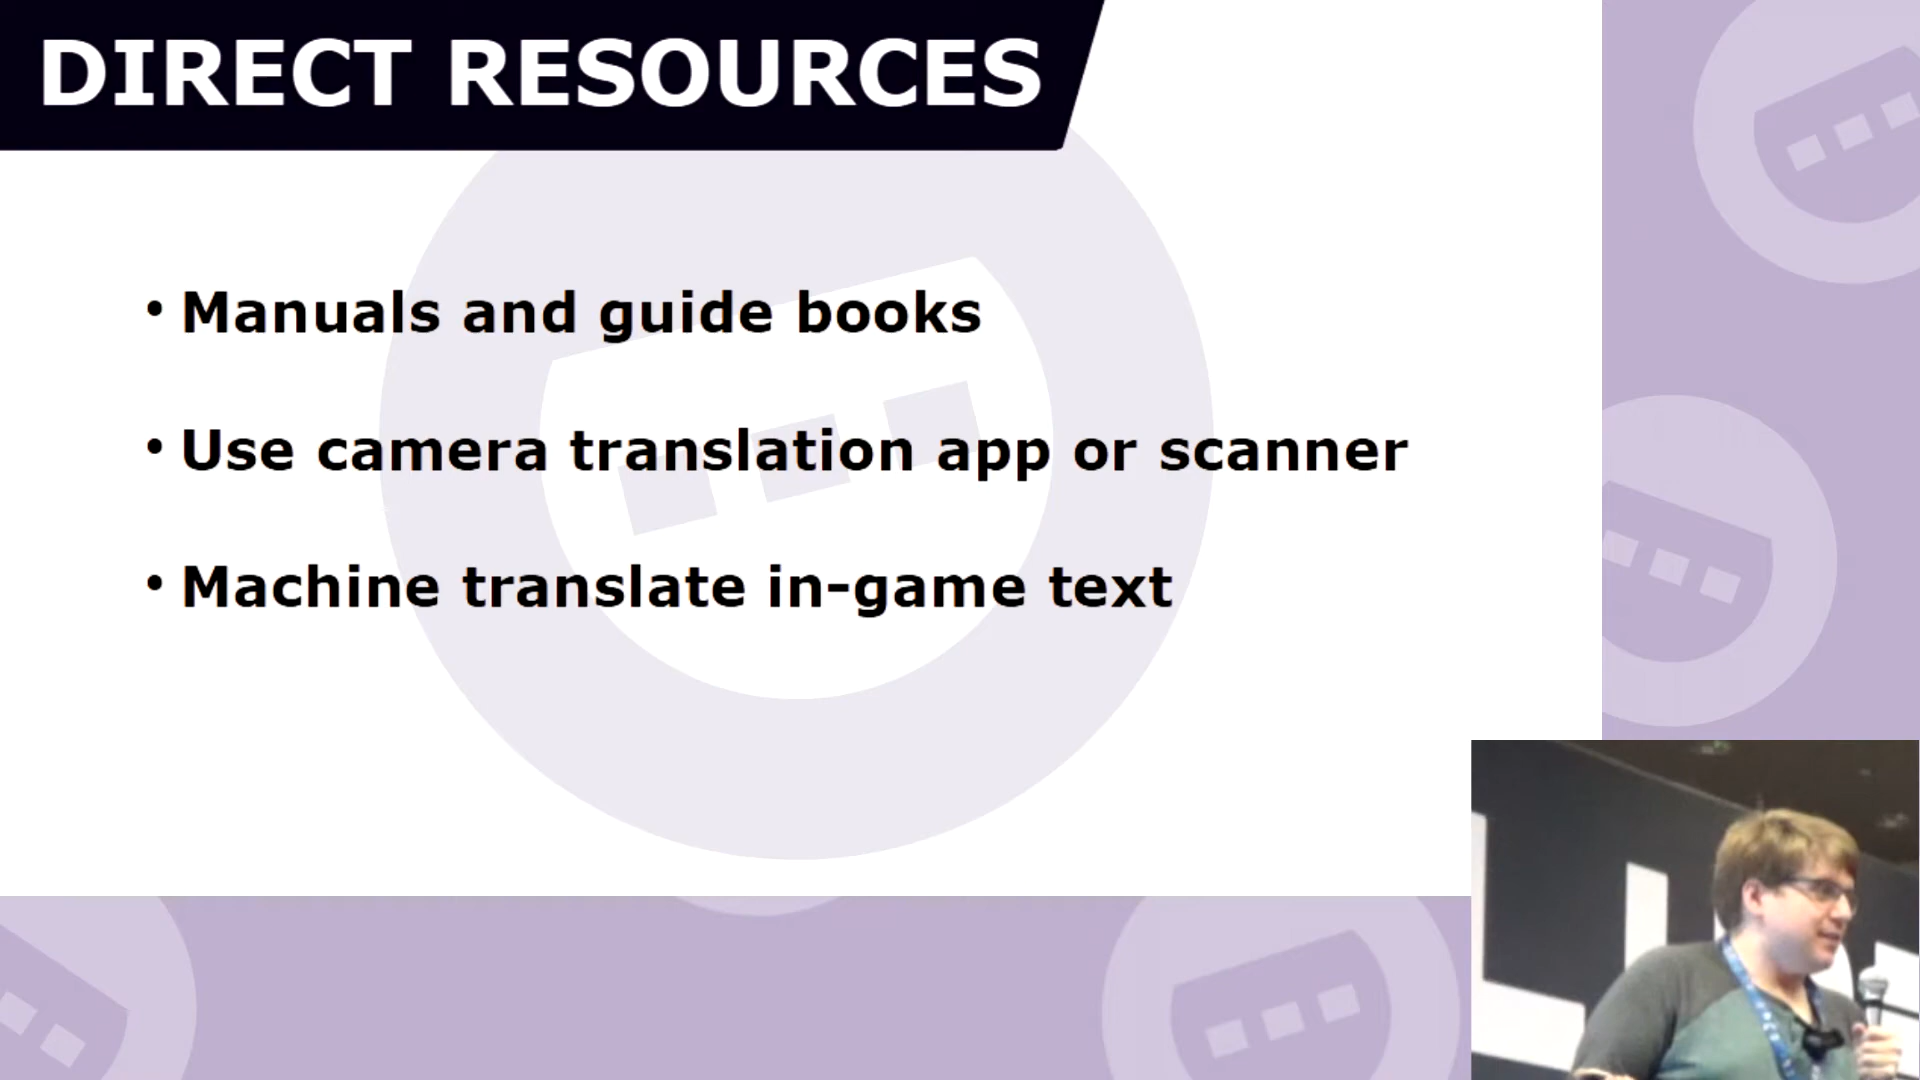 DIRECT RESOURCES
• Manuals and guide books
• Use camera translation app or scanner
• Machine translate in-game text